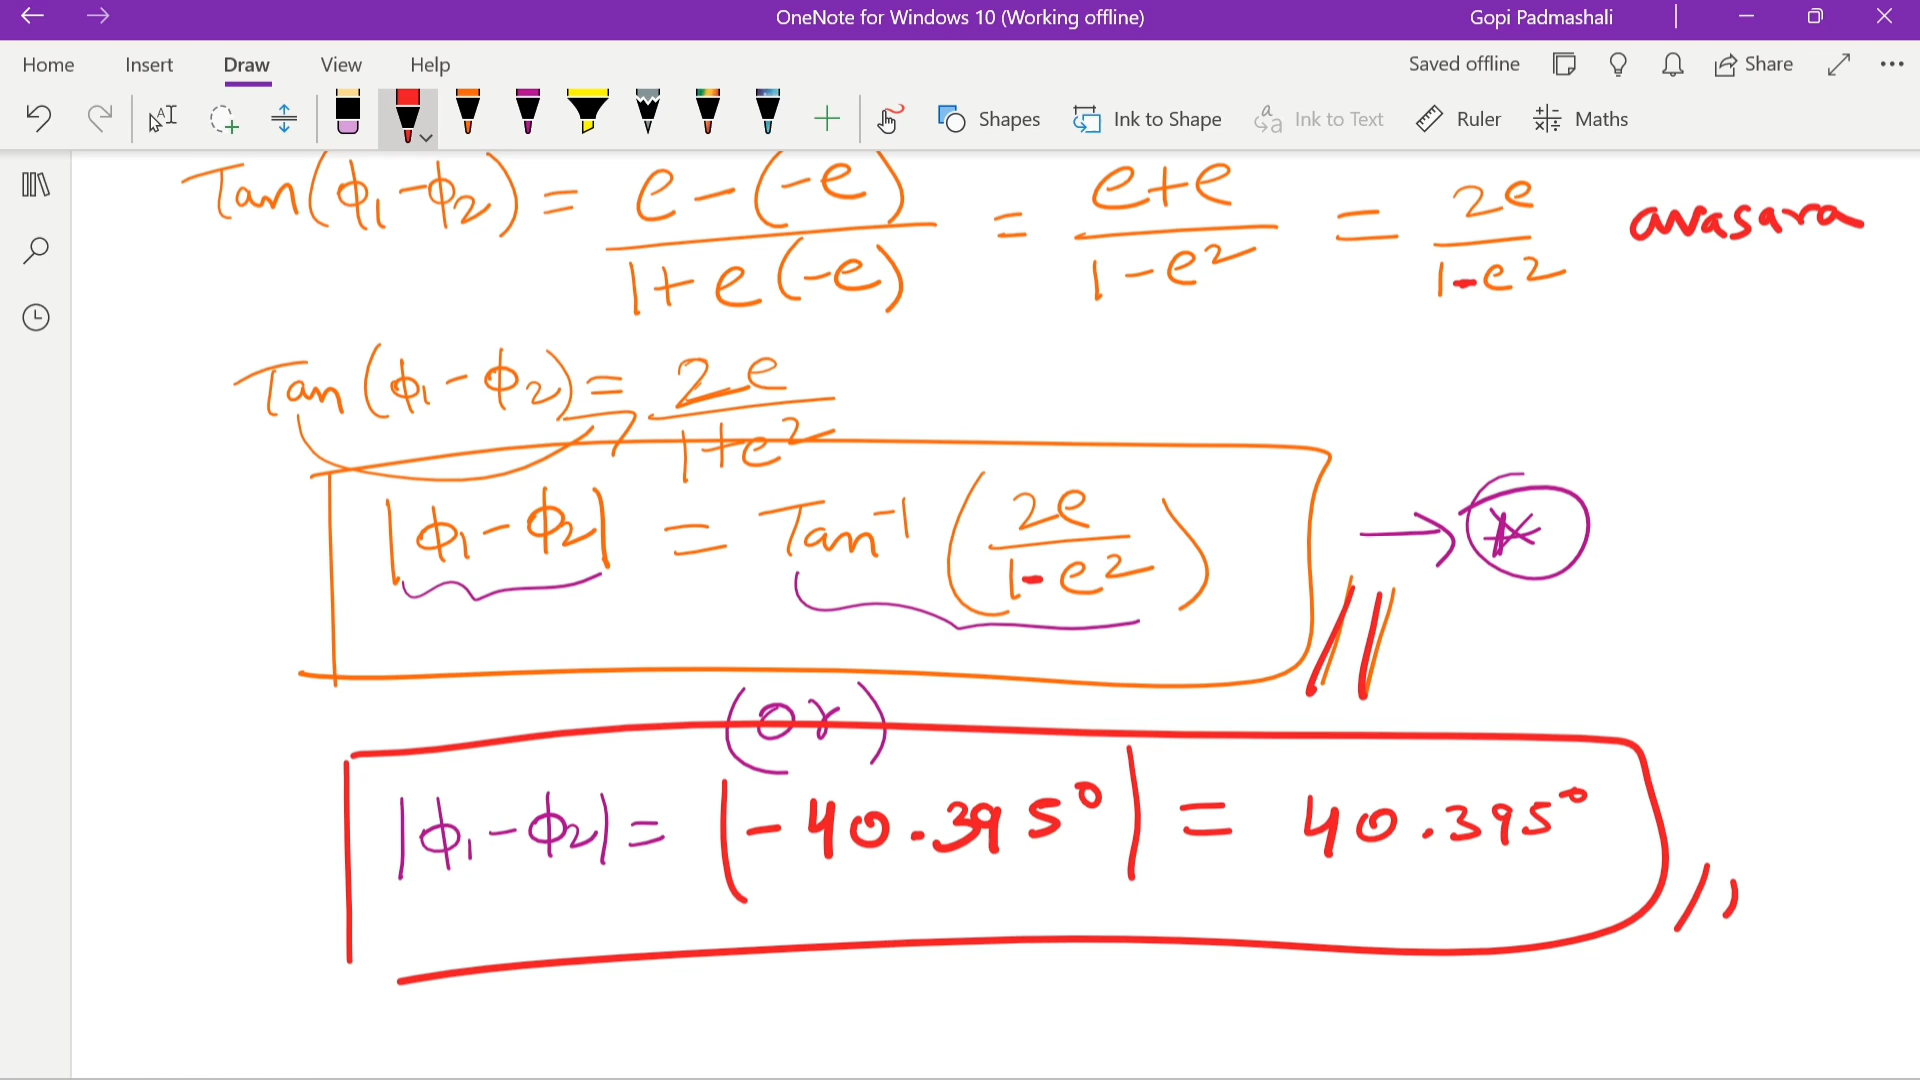 OneNote for Windows 10 (Working offline) Gopi Padmashali
Home Insert Draw View Help Saved offline Share
Shapes Ink to Shape Ink to Text Ruler Maths
Tan(ϕ₁-ϕ₂) = e-(-e)/1+e(-e) = e+e/1-e² = 2e/1-e² avasara
Tan(ϕ₁-ϕ₂) = 2e/1+e²
|ϕ₁-ϕ₂| = Tan⁻¹(2e/1-e²) → *
(or)
|ϕ₁-ϕ₂| = |-40.395°| = 40.395°